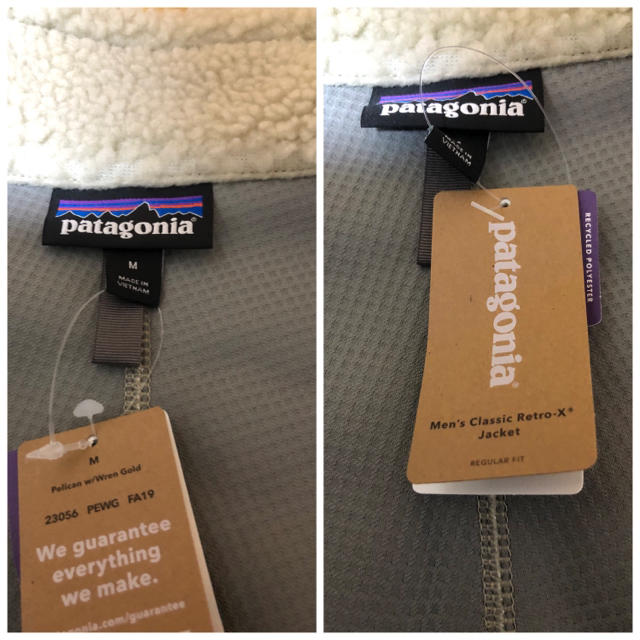 patagonia®
M
MADE IN
VIETNAM
M
Pelican w/Wren Gold
23056 PEWG FA19
We guarantee
everything
we make.
patagonia®
MADE IN
VIETNAM
patagonia®
RECYCLED POLYESTER
Men's Classic Retro-X®
Jacket
REGULAR FIT